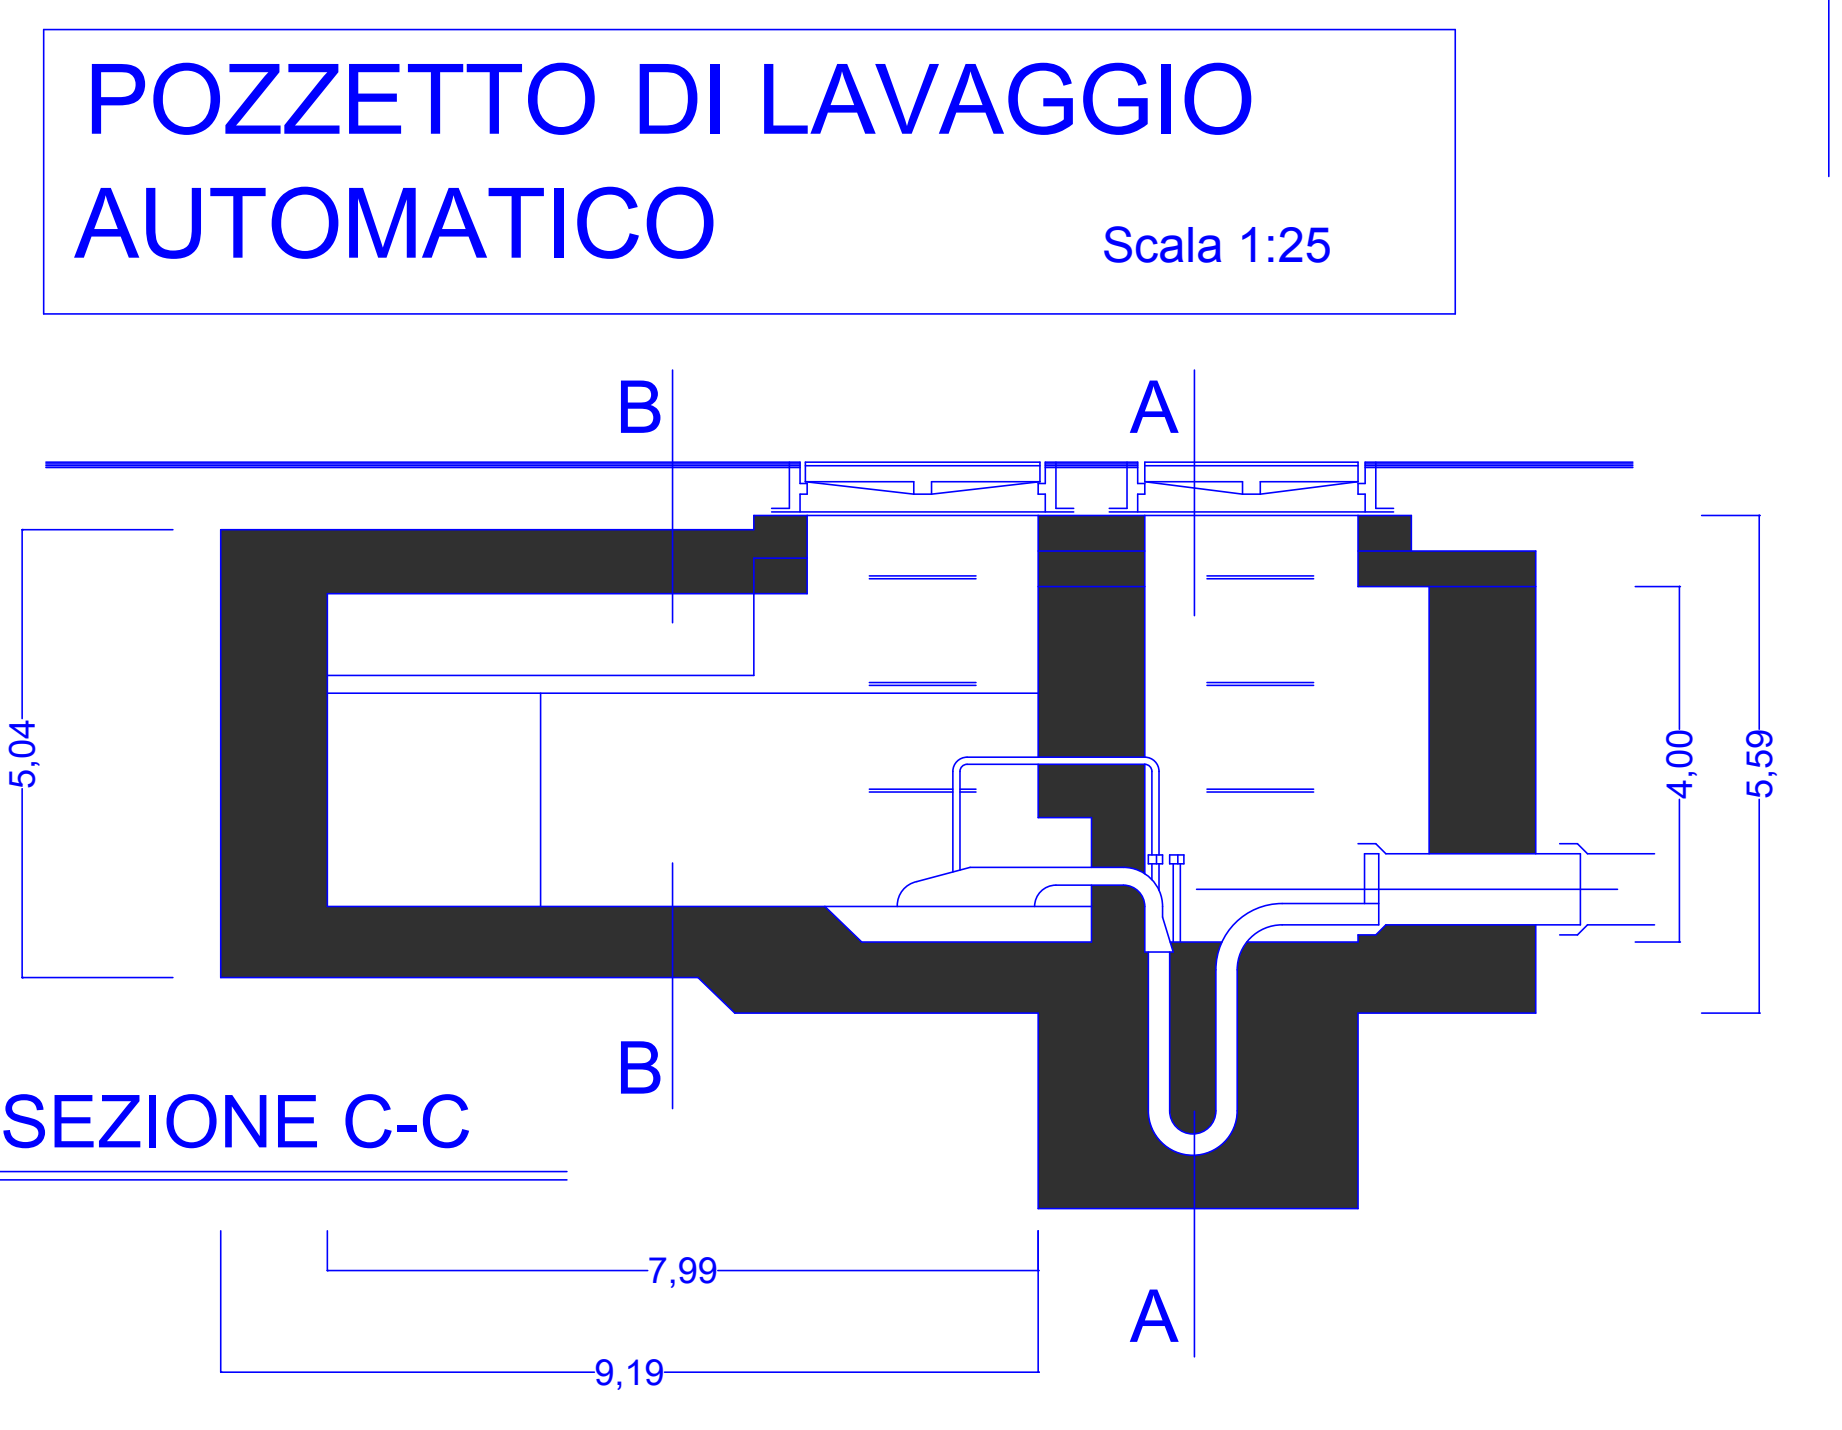 POZZETTO DI LAVAGGIO
AUTOMATICO
Scala 1:25
B
A
5,04
4,00
5,59
B
SEZIONE C-C
7,99
A
9,19